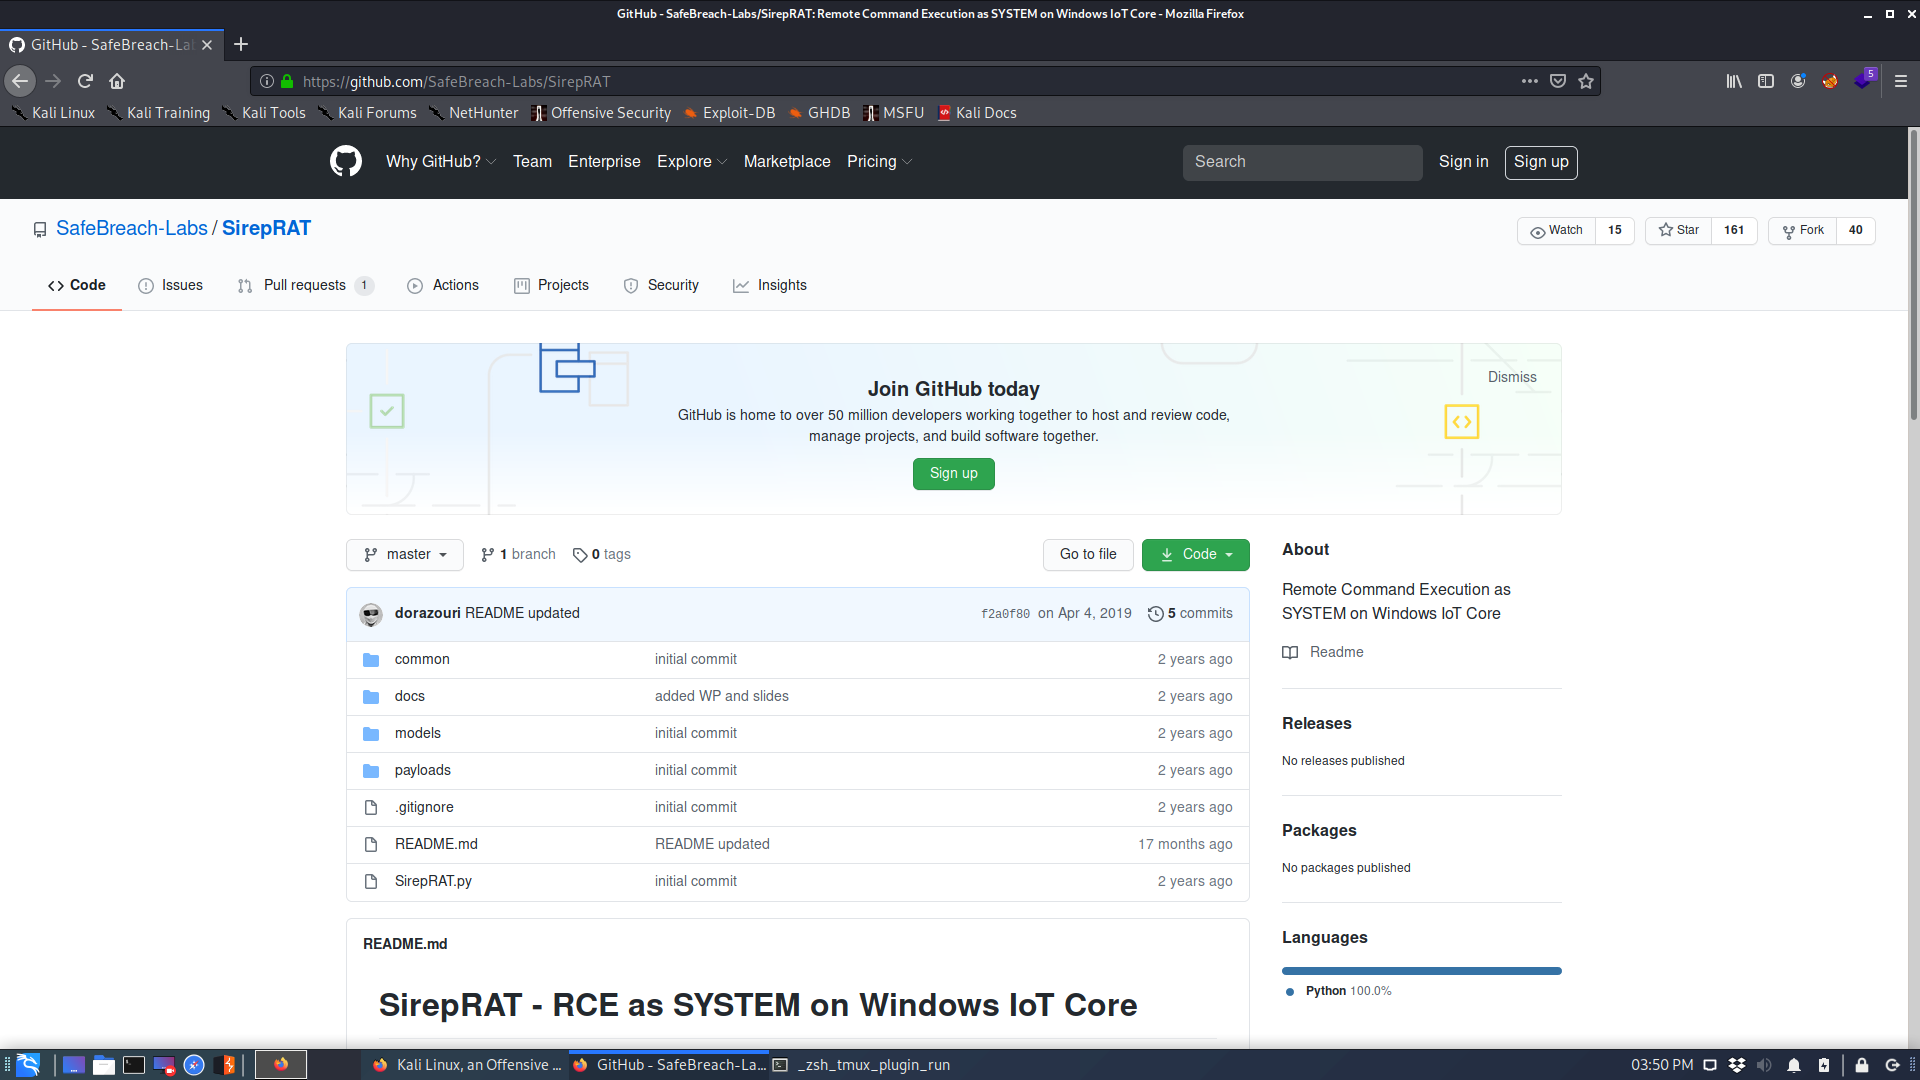 GitHub - SafeBreach-Labs/SirepRAT: Remote Command Execution as SYSTEM on Windows IoT Core - Mozilla Firefox
GitHub - SafeBreach-La
https://github.com/SafeBreach-Labs/SirepRAT
5
Kali Linux Kali Training Kali Tools Kali Forums NetHunter Offensive Security Exploit-DB GHDB MSFU Kali Docs
Why GitHub? Team Enterprise Explore Marketplace Pricing Search Sign in Sign up
SafeBreach-Labs / SirepRAT
Watch 15 Star 161 Fork 40
Code Issues Pull requests 1 Actions Projects Security Insights
Dismiss
Join GitHub today
GitHub is home to over 50 million developers working together to host and review code,
manage projects, and build software together.
Sign up
master 1 branch 0 tags Go to file Code
dorazouri README updated f2a0f80 on Apr 4, 2019 5 commits
common initial commit 2 years ago
docs added WP and slides 2 years ago
models initial commit 2 years ago
payloads initial commit 2 years ago
.gitignore initial commit 2 years ago
README.md README updated 17 months ago
SirepRAT.py initial commit 2 years ago
README.md
SirepRAT - RCE as SYSTEM on Windows IoT Core
About
Remote Command Execution as
SYSTEM on Windows IoT Core
Readme
Releases
No releases published
Packages
No packages published
Languages
Python 100.0%
Kali Linux, an Offensive ... GitHub - SafeBreach-La... _zsh_tmux_plugin_run 03:50 PM